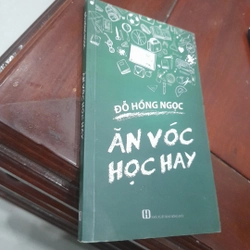 ĐỖ HỒNG NGỌC
ĂN VÓC
HỌC HAY